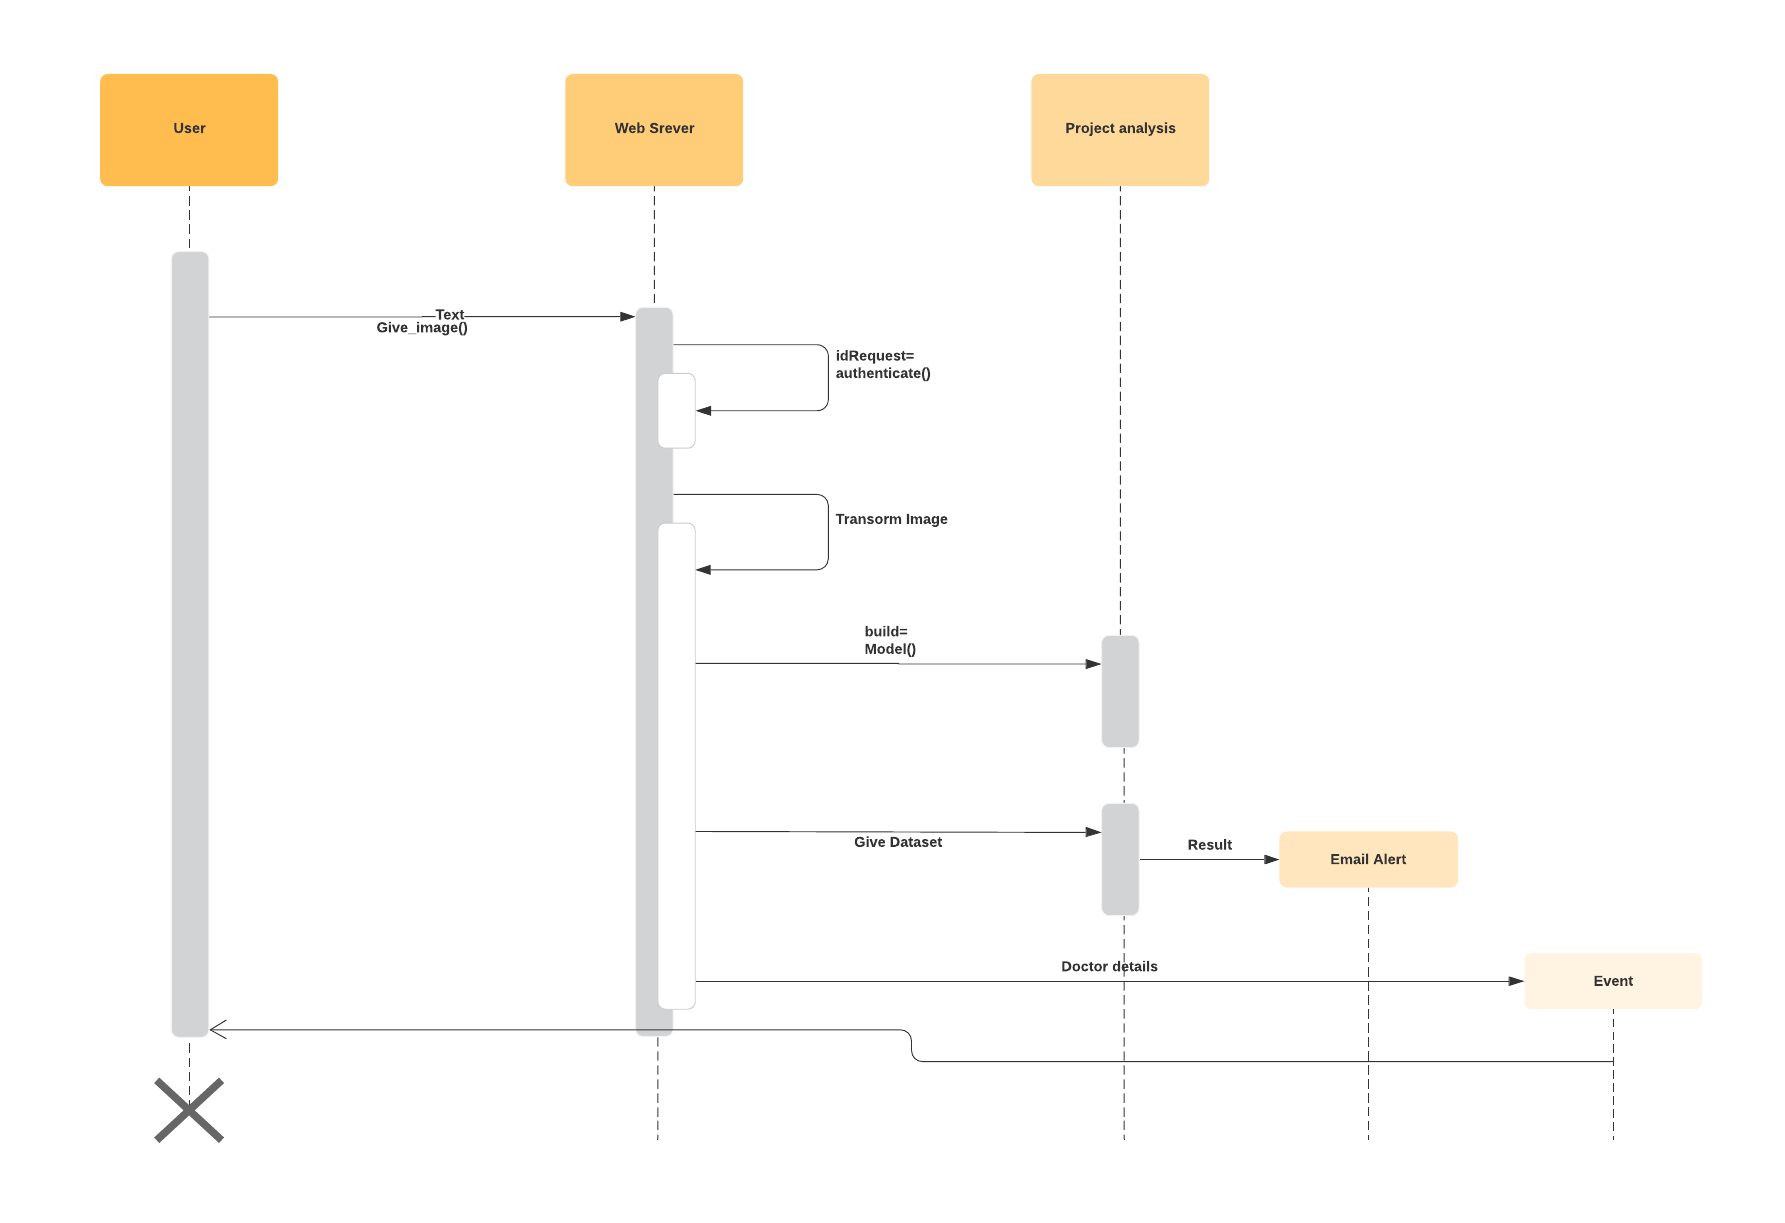 User
Web Srever
Project analysis
Text
Give_image()
idRequest=
authenticate()
Transorm Image
build=
Model()
Give Dataset
Result
Email Alert
Doctor details
Event